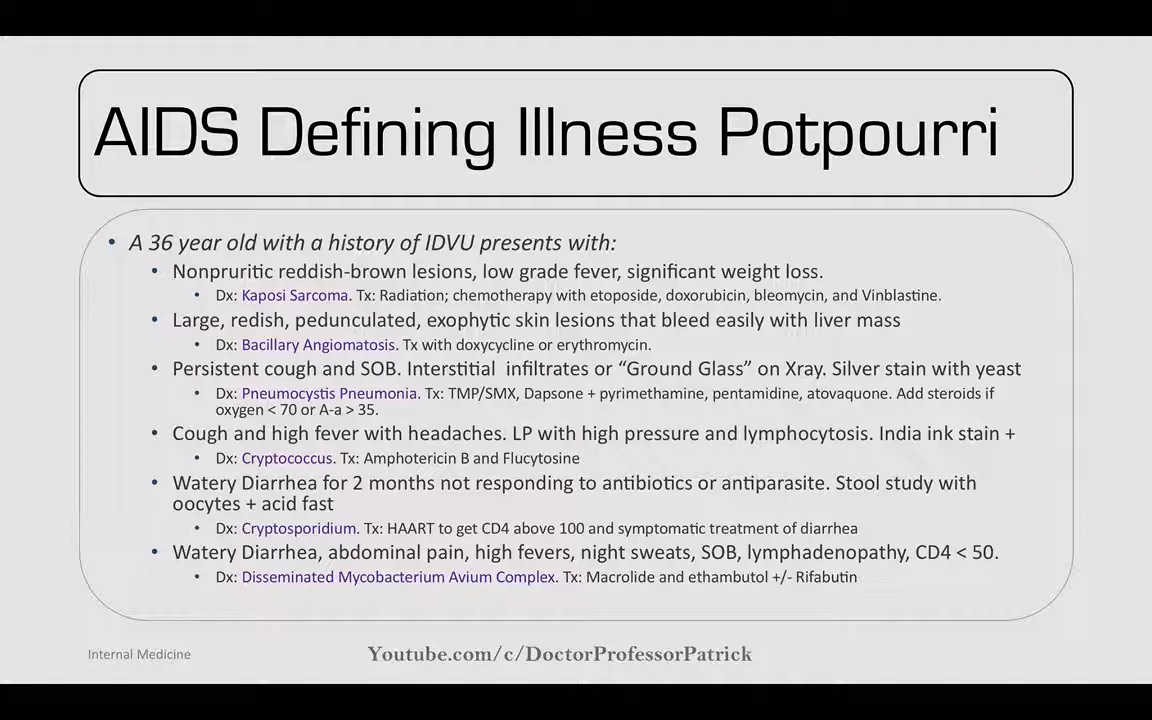 AIDS Defining Illness Potpourri
• A 36 year old with a history of IDVU presents with:
• Nonpruritic reddish-brown lesions, low grade fever, significant weight loss.
• Dx: Kaposi Sarcoma. Tx: Radiation; chemotherapy with etoposide, doxorubicin, bleomycin, and Vinblastine.
• Large, redish, pedunculated, exophytic skin lesions that bleed easily with liver mass
• Dx: Bacillary Angiomatosis. Tx with doxycycline or erythromycin.
• Persistent cough and SOB. Interstitial infiltrates or “Ground Glass” on Xray. Silver stain with yeast
• Dx: Pneumocystis Pneumonia. Tx: TMP/SMX, Dapsone + pyrimethamine, pentamidine, atovaquone. Add steroids if
oxygen < 70 or A-a > 35.
• Cough and high fever with headaches. LP with high pressure and lymphocytosis. India ink stain +
• Dx: Cryptococcus. Tx: Amphotericin B and Flucytosine
• Watery Diarrhea for 2 months not responding to antibiotics or antiparasite. Stool study with
oocytes + acid fast
• Dx: Cryptosporidium. Tx: HAART to get CD4 above 100 and symptomatic treatment of diarrhea
• Watery Diarrhea, abdominal pain, high fevers, night sweats, SOB, lymphadenopathy, CD4 < 50.
• Dx: Disseminated Mycobacterium Avium Complex. Tx: Macrolide and ethambutol +/- Rifabutin
Internal Medicine
Youtube.com/c/DoctorProfessorPatrick